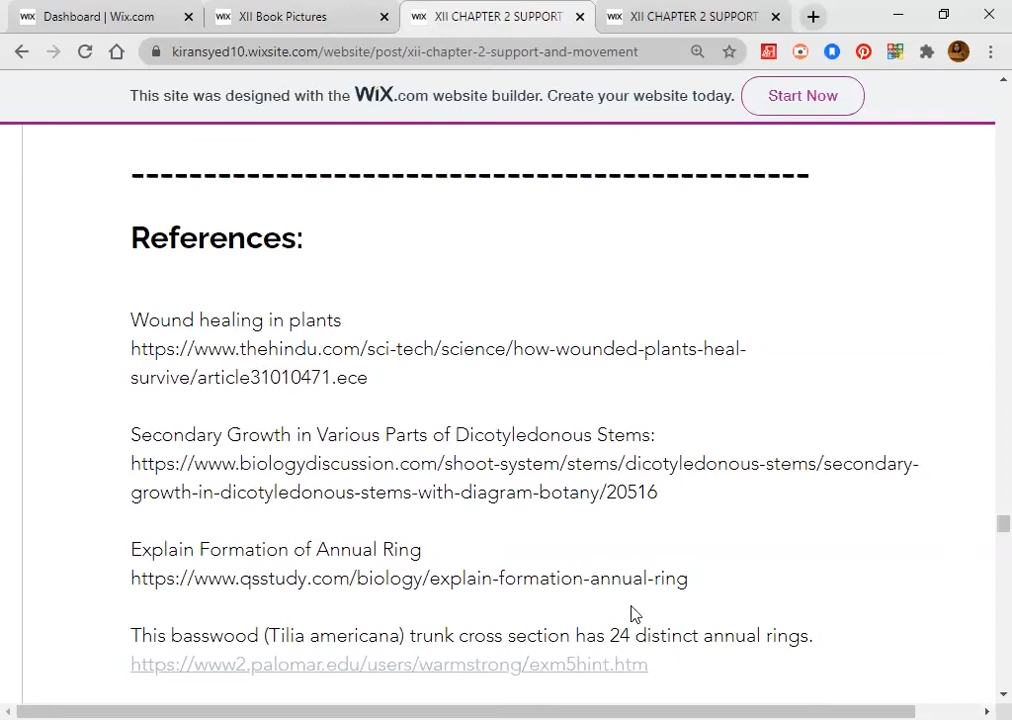 WiX Dashboard | Wix.com
WiX XII Book Pictures
WiX XII CHAPTER 2 SUPPORT
WiX XII CHAPTER 2 SUPPORT
kiransyed10.wixsite.com/website/post/xii-chapter-2-support-and-movement
This site was designed with the WiX.com website builder. Create your website today. Start Now
-----------------------------------------------
References:
Wound healing in plants
https://www.thehindu.com/sci-tech/science/how-wounded-plants-heal-
survive/article31010471.ece
Secondary Growth in Various Parts of Dicotyledonous Stems:
https://www.biologydiscussion.com/shoot-system/stems/dicotyledonous-stems/secondary-
growth-in-dicotyledonous-stems-with-diagram-botany/20516
Explain Formation of Annual Ring
https://www.qsstudy.com/biology/explain-formation-annual-ring
This basswood (Tilia americana) trunk cross section has 24 distinct annual rings.
https://www2.palomar.edu/users/warmstrong/exm5hint.htm